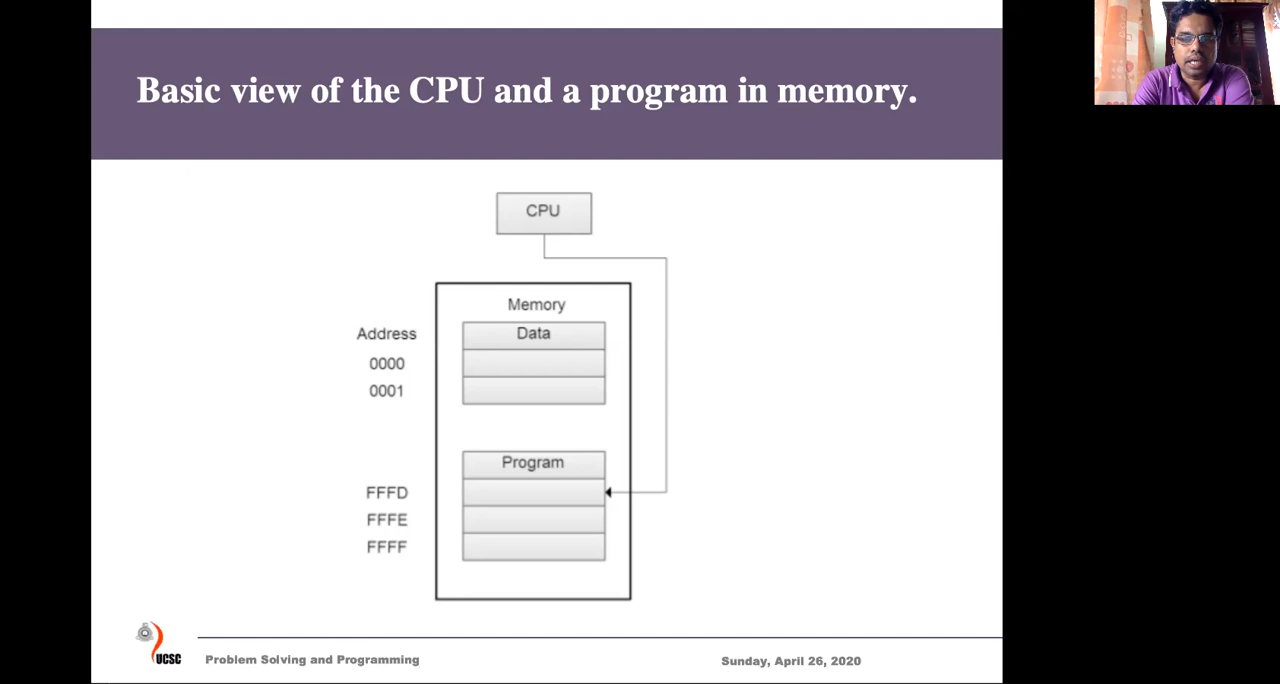 Basic view of the CPU and a program in memory.
CPU
Memory
Address
Data
0000
0001
Program
FFFD
FFFE
FFFF
UCSC
Problem Solving and Programming
Sunday, April 26, 2020